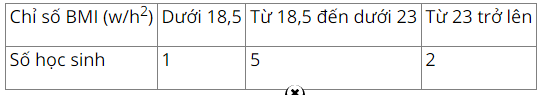 Chỉ số BMI (w/h²) Dưới 18,5 Từ 18,5 đến dưới 23 Từ 23 trở lên
Số học sinh 1 5 2